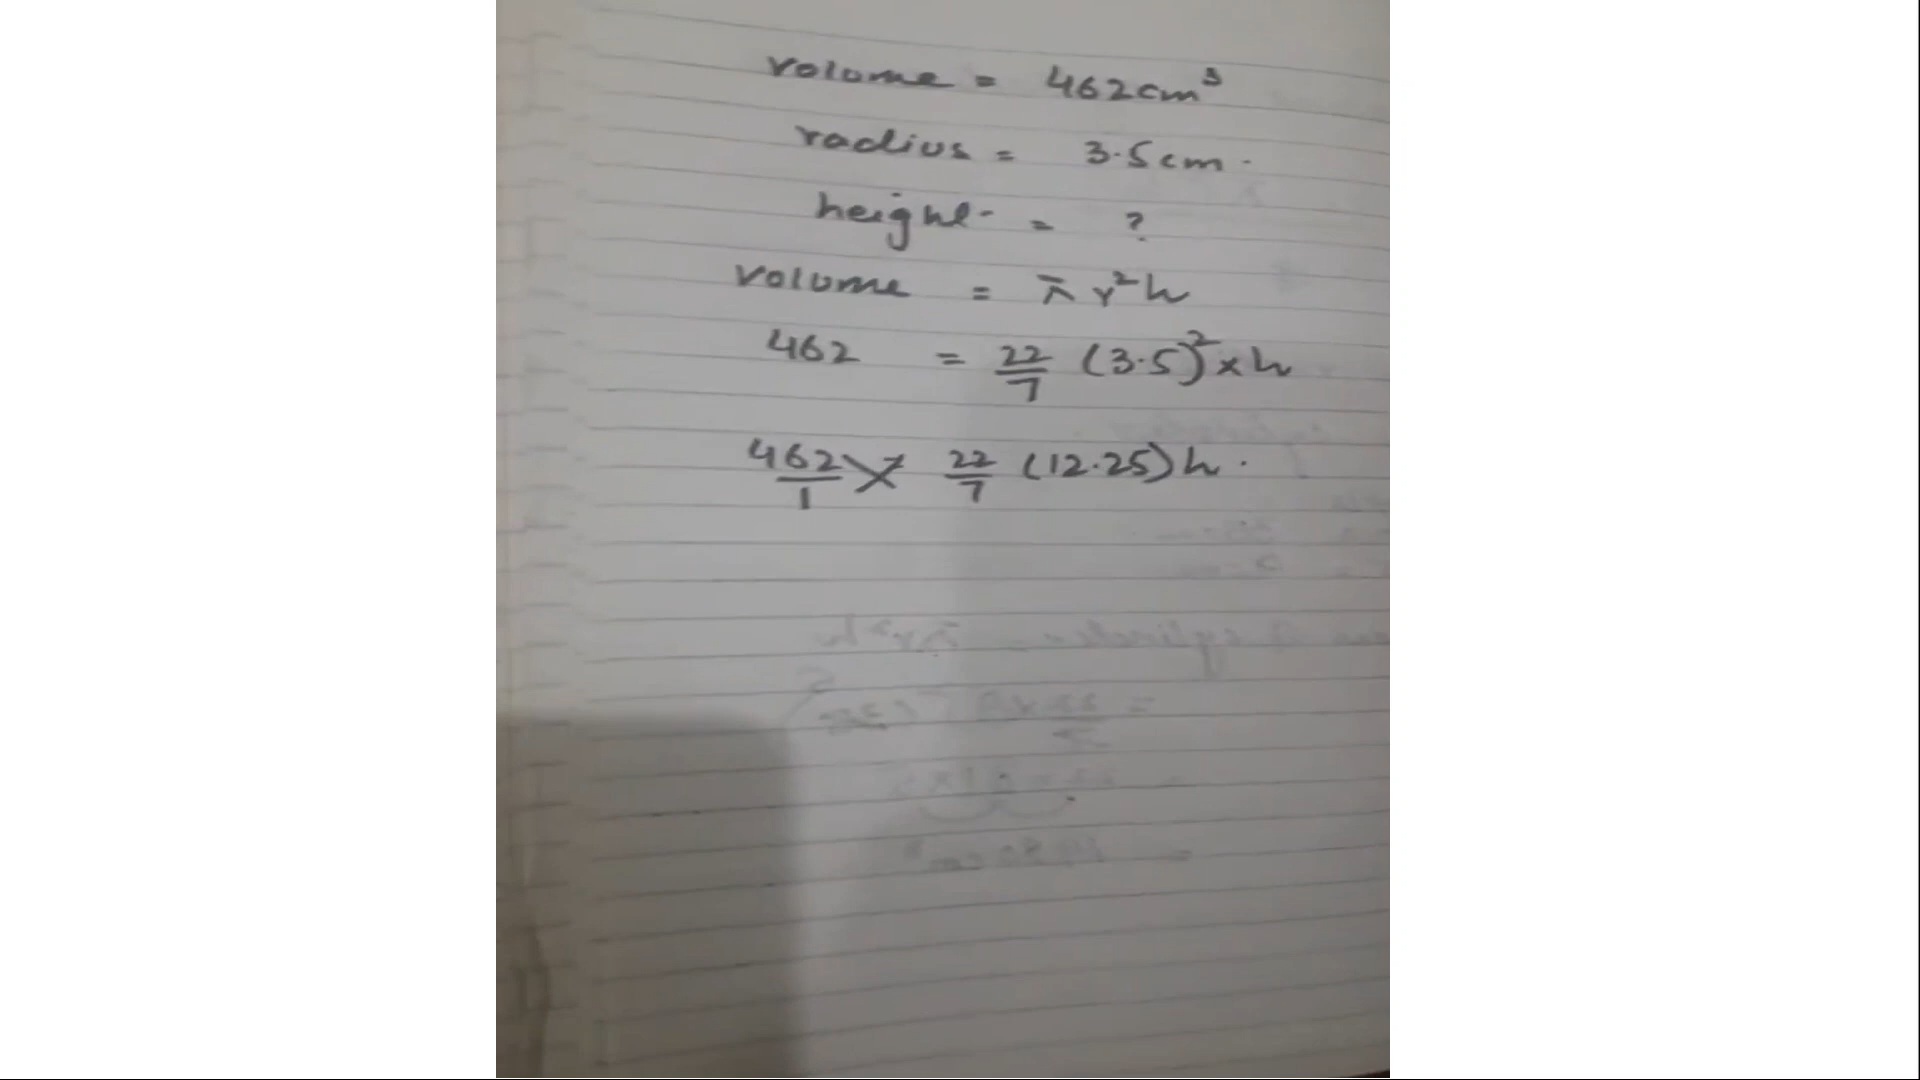 volume = 462cm³
radius = 3.5cm.
height = ?
volume = πr²h
462 = 22/7 (3.5)² x h
462/1 X 22/7 (12.25) h.